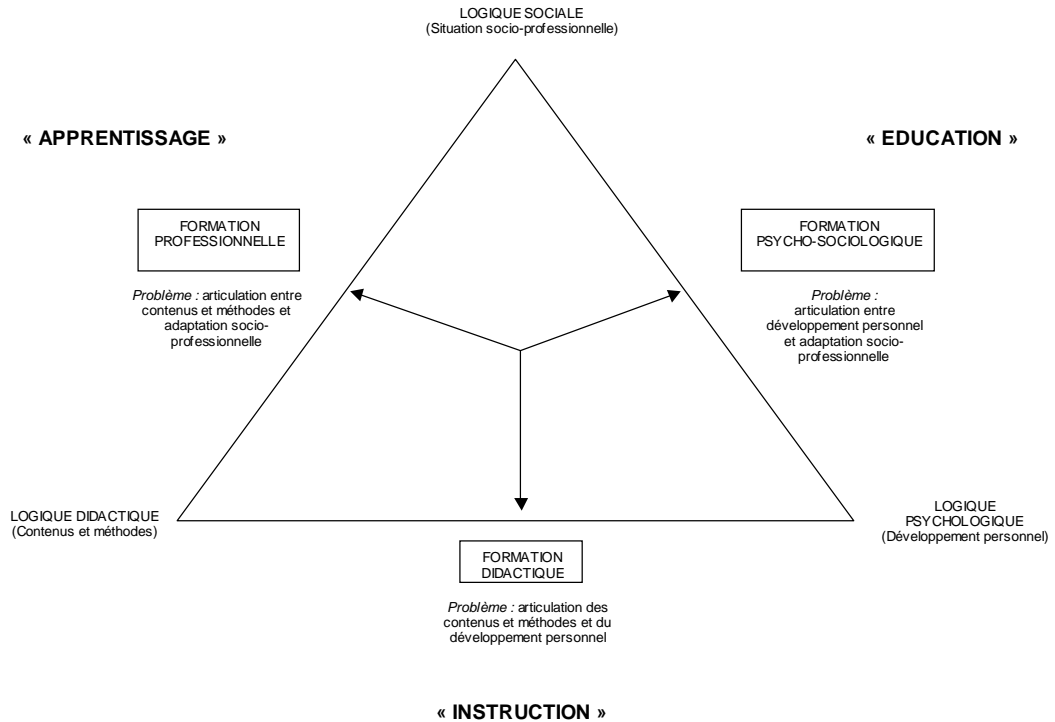 LOGIQUE SOCIALE
(Situation socio-professionnelle)
« APPRENTISSAGE »
« EDUCATION »
FORMATION
PROFESSIONNELLE
Problème : articulation entre
contenus et méthodes et
adaptation socio-
professionnelle
FORMATION
PSYCHO-SOCIOLOGIQUE
Problème :
articulation entre
développement personnel
et adaptation socio-
professionnelle
LOGIQUE DIDACTIQUE
(Contenus et méthodes)
LOGIQUE
PSYCHOLOGIQUE
(Développement personnel)
FORMATION
DIDACTIQUE
Problème : articulation des
contenus et méthodes et du
développement personnel
« INSTRUCTION »